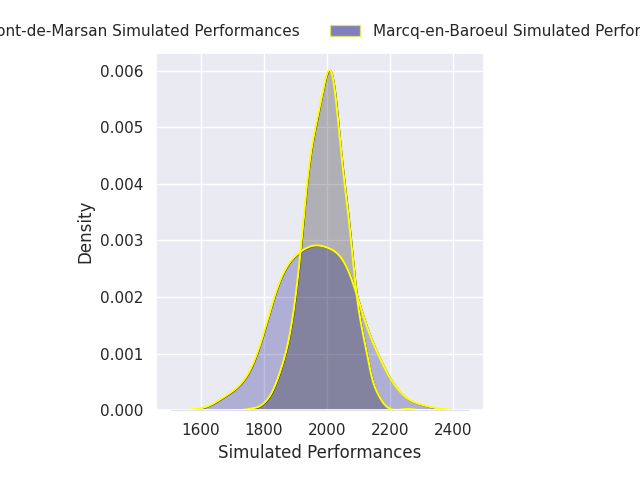 ont-de-Marsan Simulated Performances
Marcq-en-Baroeul Simulated Perfor
0.006
0.005
0.004
0.003
0.002
0.001
0.000
Density
1600 1800 2000 2200 2400
Simulated Performances